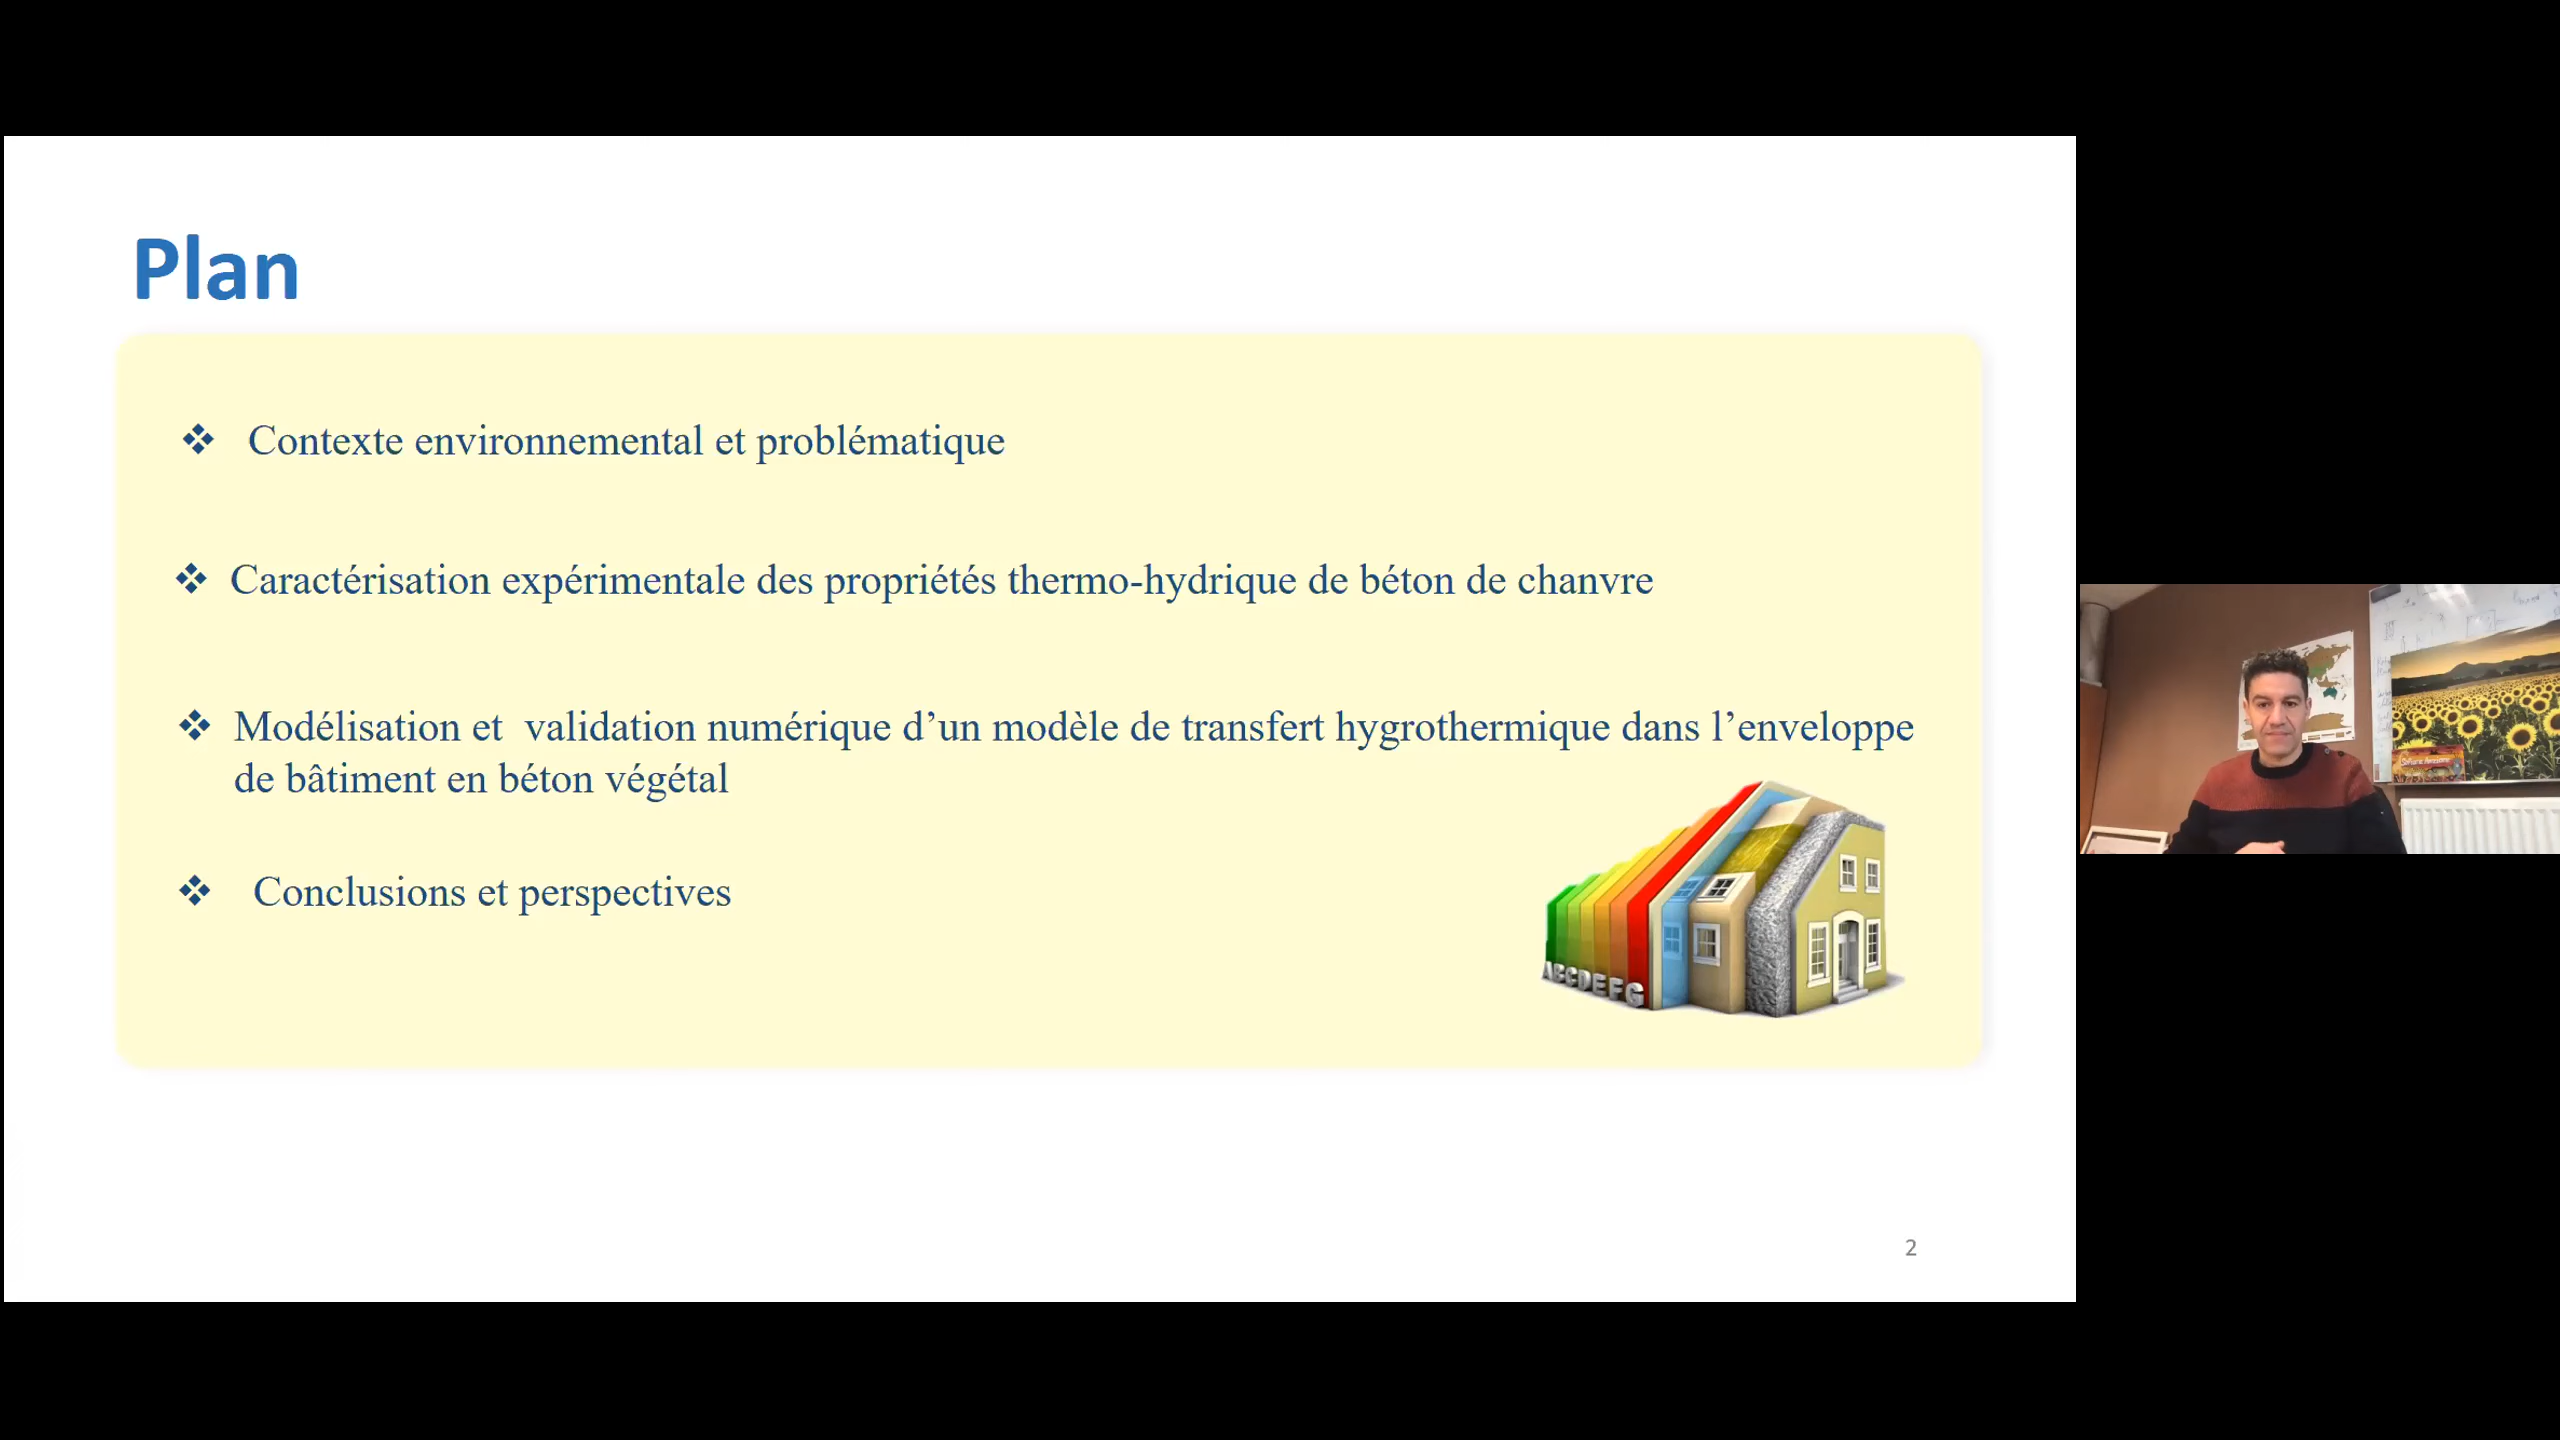 Plan
❖ Contexte environnemental et problématique
❖ Caractérisation expérimentale des propriétés thermo-hydrique de béton de chanvre
❖ Modélisation et  validation numérique d’un modèle de transfert hygrothermique dans l’enveloppe
de bâtiment en béton végétal
❖ Conclusions et perspectives
ABCDEFG
2